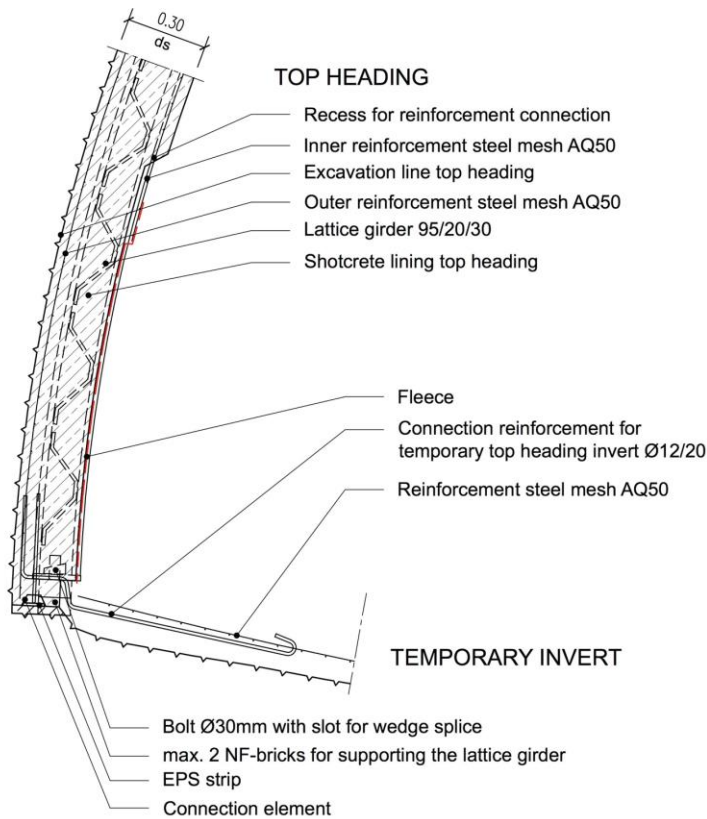 0.30
ds
TOP HEADING
Recess for reinforcement connection
Inner reinforcement steel mesh AQ50
Excavation line top heading
Outer reinforcement steel mesh AQ50
Lattice girder 95/20/30
Shotcrete lining top heading
Fleece
Connection reinforcement for
temporary top heading invert Ø12/20
Reinforcement steel mesh AQ50
TEMPORARY INVERT
Bolt Ø30mm with slot for wedge splice
max. 2 NF-bricks for supporting the lattice girder
EPS strip
Connection element